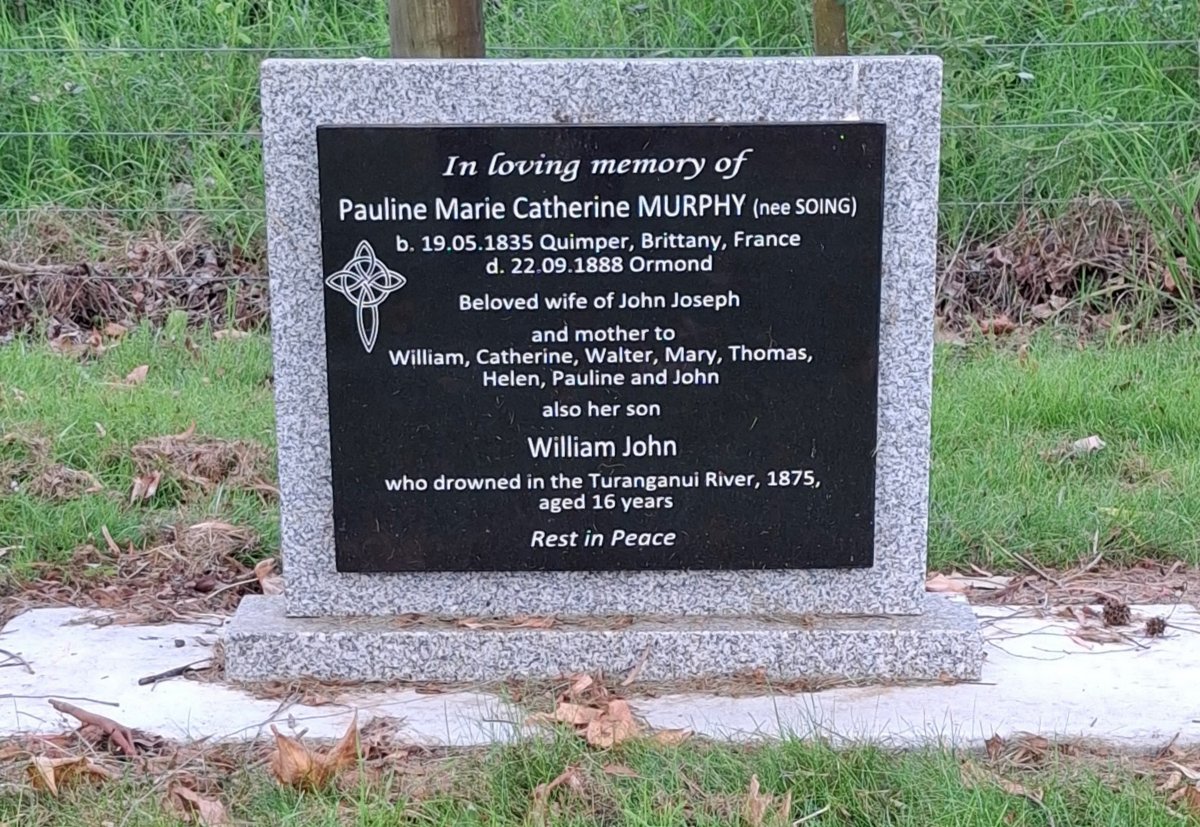 In loving memory of
Pauline Marie Catherine MURPHY (nee SOING)
b. 19.05.1835 Quimper, Brittany, France
d. 22.09.1888 Ormond
Beloved wife of John Joseph
and mother to
William, Catherine, Walter, Mary, Thomas,
Helen, Pauline and John
also her son
William John
who drowned in the Turanganui River, 1875,
aged 16 years
Rest in Peace